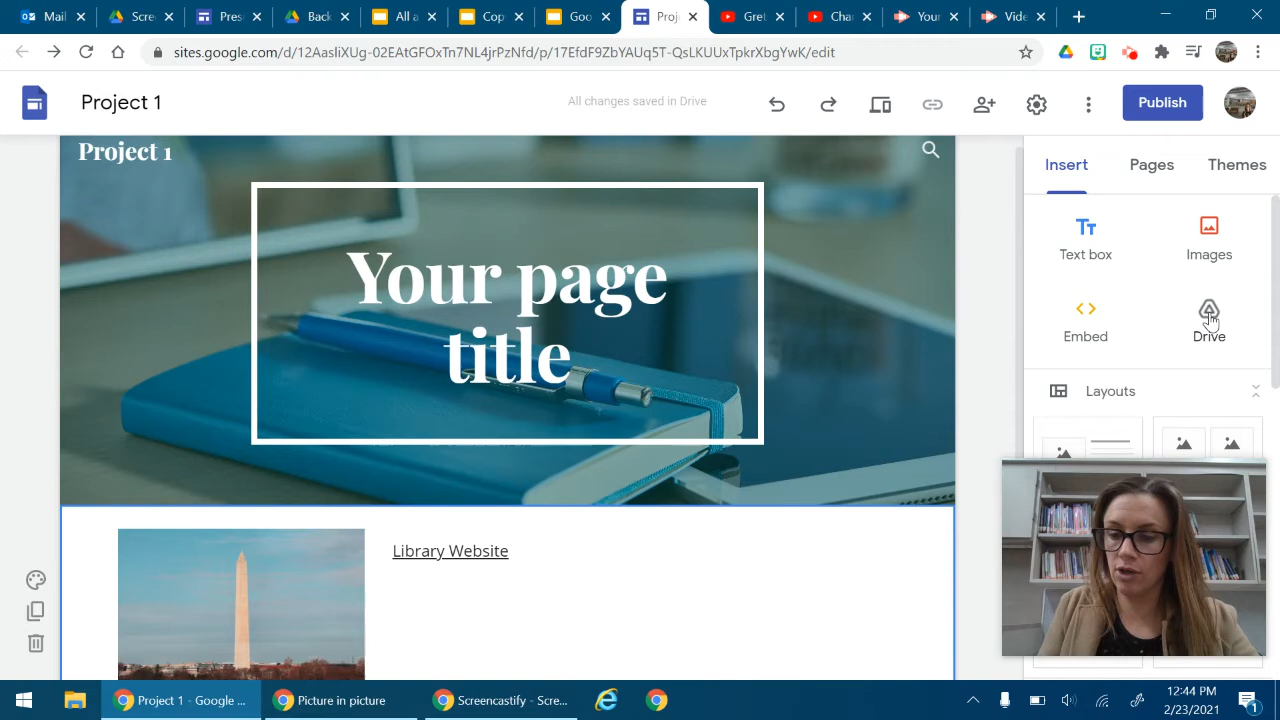 Mail
Scre
Pres
Back
All a
Cop
Goo
Proj
Gret
Cha
Your
Vide
sites.google.com/d/12AasIiXUg-02EAtGFOxTn7NL4jrPzNfd/p/17EfdF9ZbYAUq5T-QsLKUUxTpkrXbgYwK/edit
Project 1
All changes saved in Drive
Publish
Project 1
Insert
Pages
Themes
Your page
title
Text box
Images
Embed
Drive
Layouts
Library Website
Project 1 - Google ...
Picture in picture
Screencastify - Scre...
12:44 PM
2/23/2021